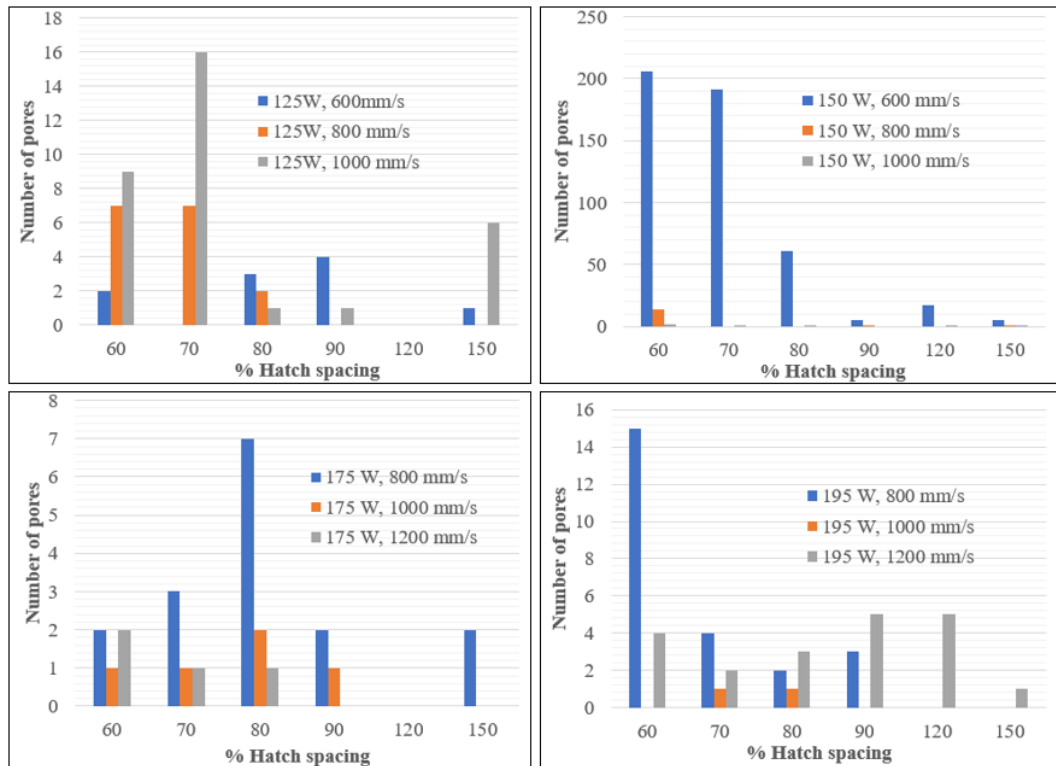 18
16
14
12
10
8
6
4
2
0
Number of pores
125W, 600mm/s
125W, 800 mm/s
125W, 1000 mm/s
60 70 80 90 120 150
% Hatch spacing
250
200
150
100
50
0
Number of pores
150 W, 600 mm/s
150 W, 800 mm/s
150 W, 1000 mm/s
60 70 80 90 120 150
% Hatch spacing
8
7
6
5
4
3
2
1
0
Number of pores
175 W, 800 mm/s
175 W, 1000 mm/s
175 W, 1200 mm/s
60 70 80 90 120 150
% Hatch spacing
16
14
12
10
8
6
4
2
0
Number of pores
195 W, 800 mm/s
195 W, 1000 mm/s
195 W, 1200 mm/s
60 70 80 90 120 150
% Hatch spacing